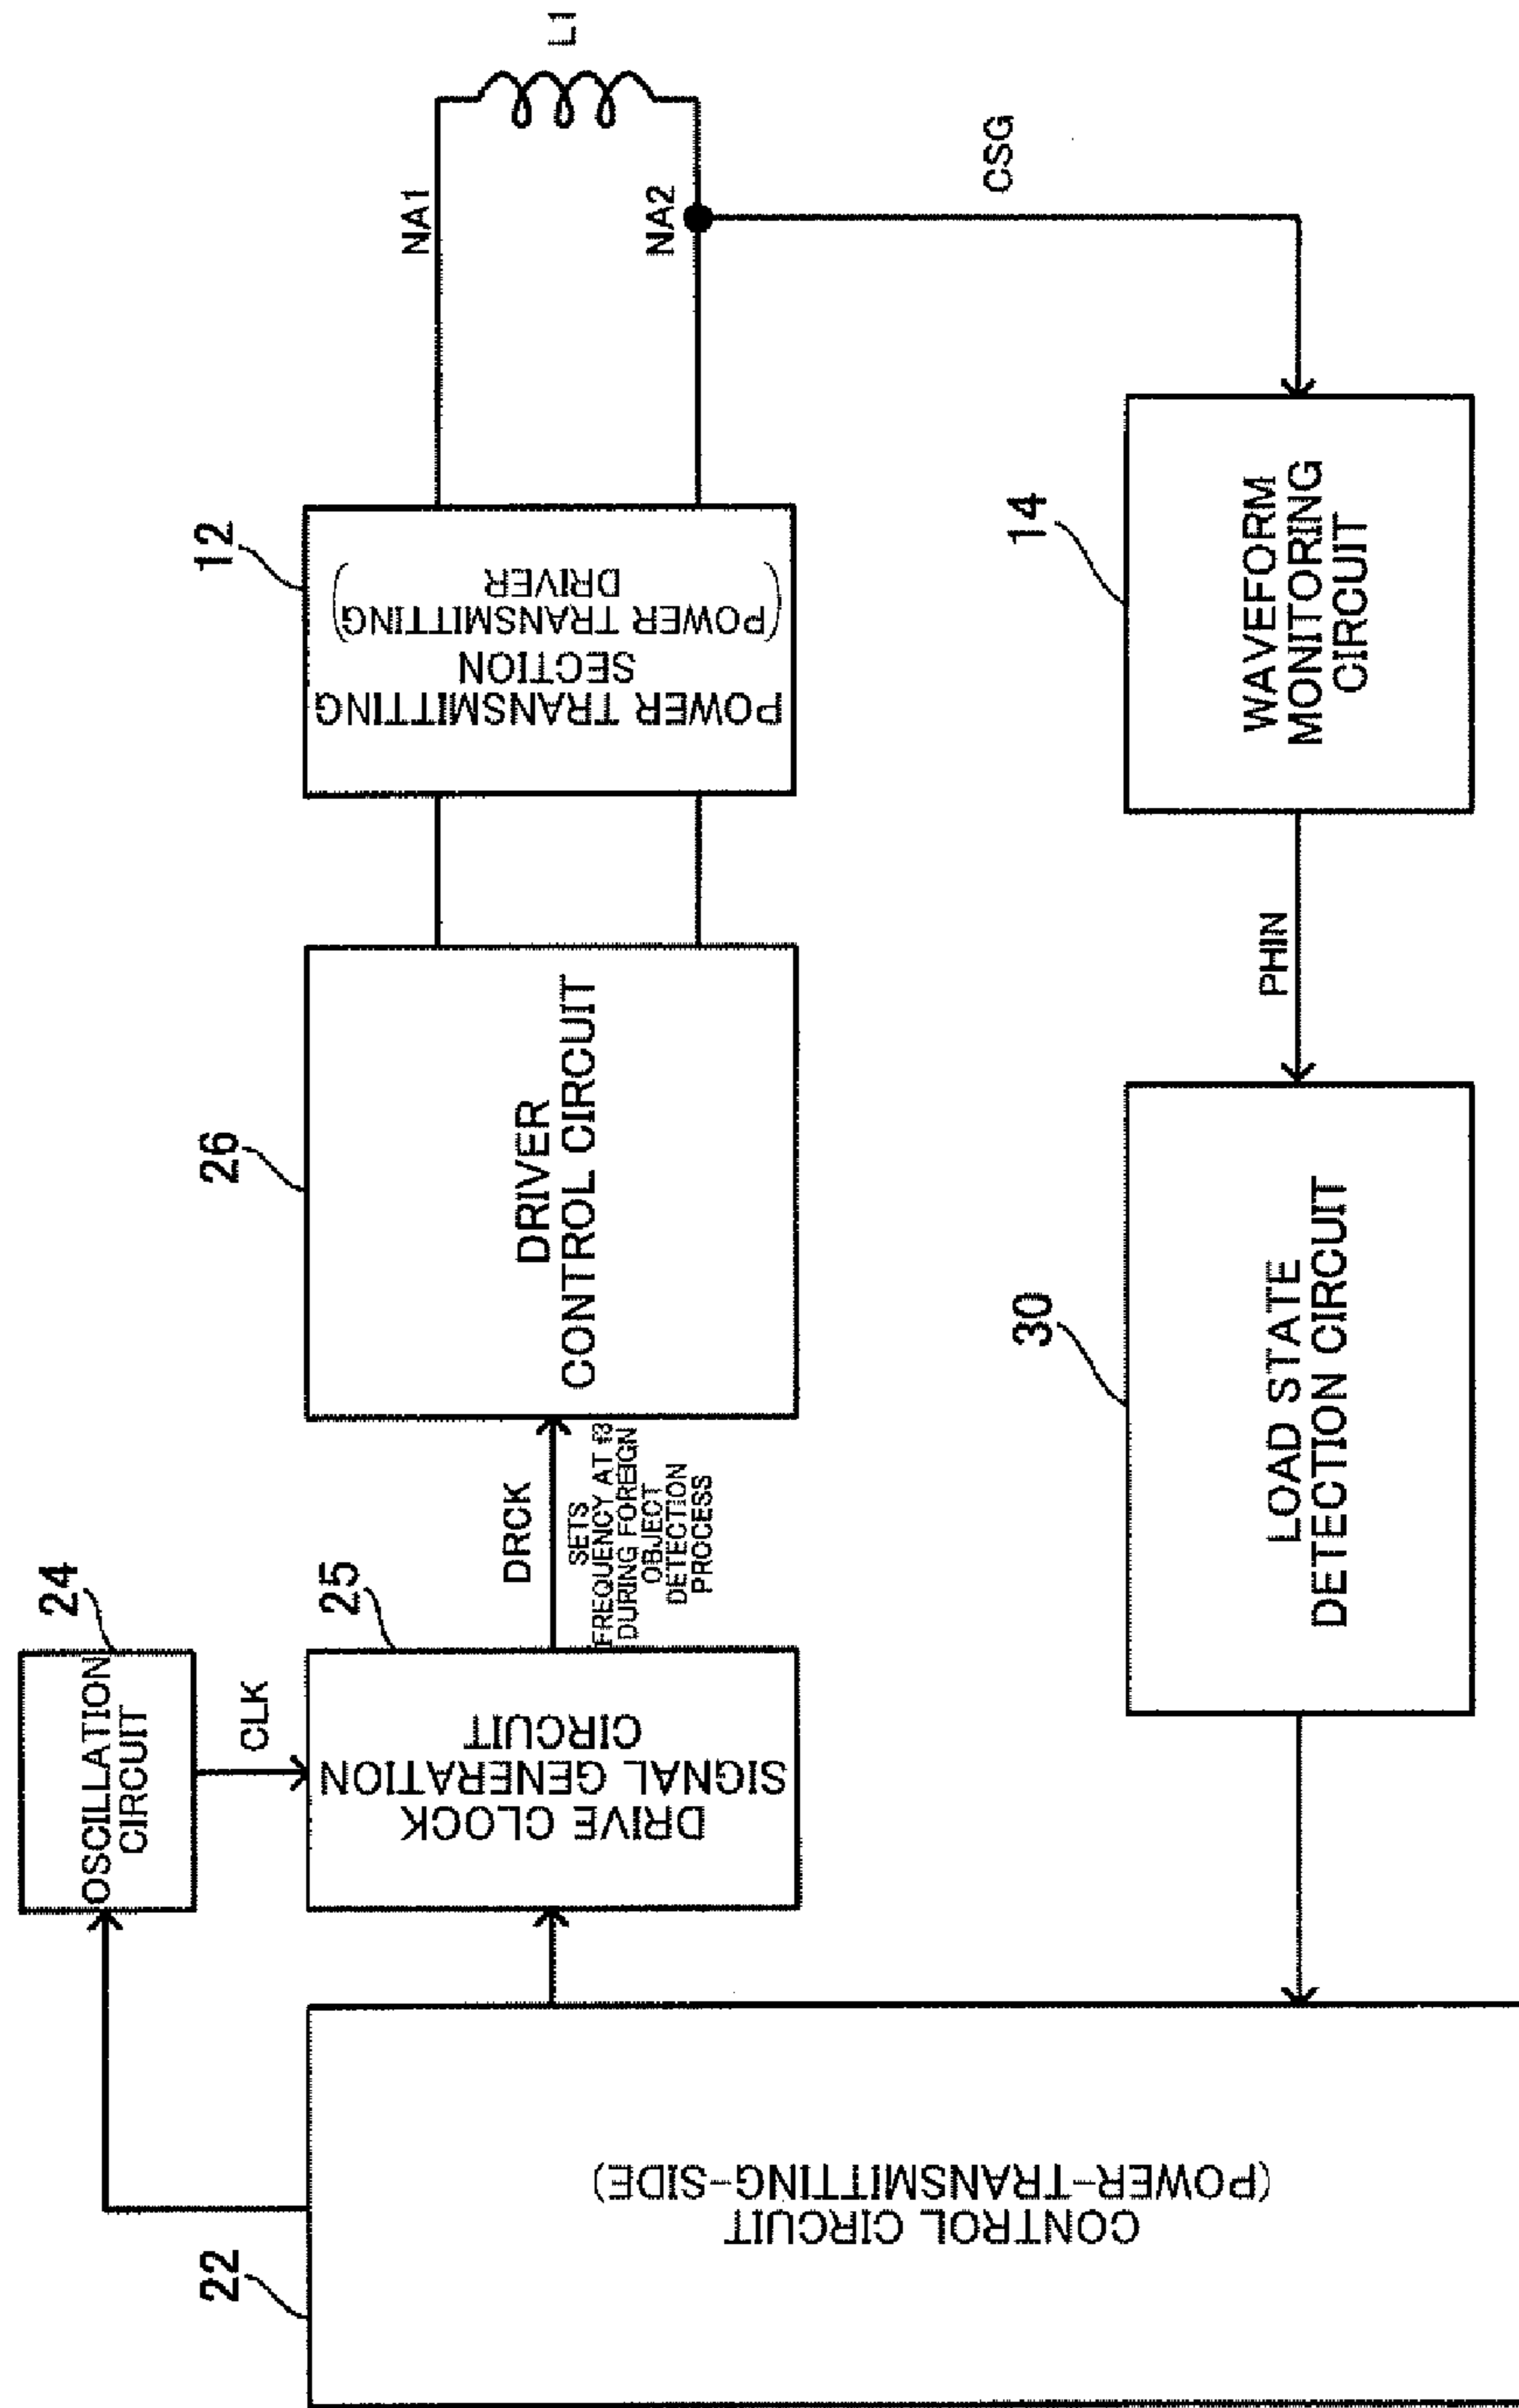 24
OSCILLATION
CIRCUIT
CLK
22
CONTROL CIRCUIT
(POWER-TRANSMITTING-SIDE)
25
DRIVE CLOCK
SIGNAL GENERATION
CIRCUIT
DRCK
SETS
FREQUENCY AT f3
DURING FOREIGN
OBJECT
DETECTION
PROCESS
26
DRIVER
CONTROL CIRCUIT
12
POWER TRANSMITTING
SECTION
(POWER TRANSMITTING
DRIVER)
NA1
NA2
L1
CSG
14
WAVEFORM
MONITORING
CIRCUIT
PHIN
30
LOAD STATE
DETECTION CIRCUIT